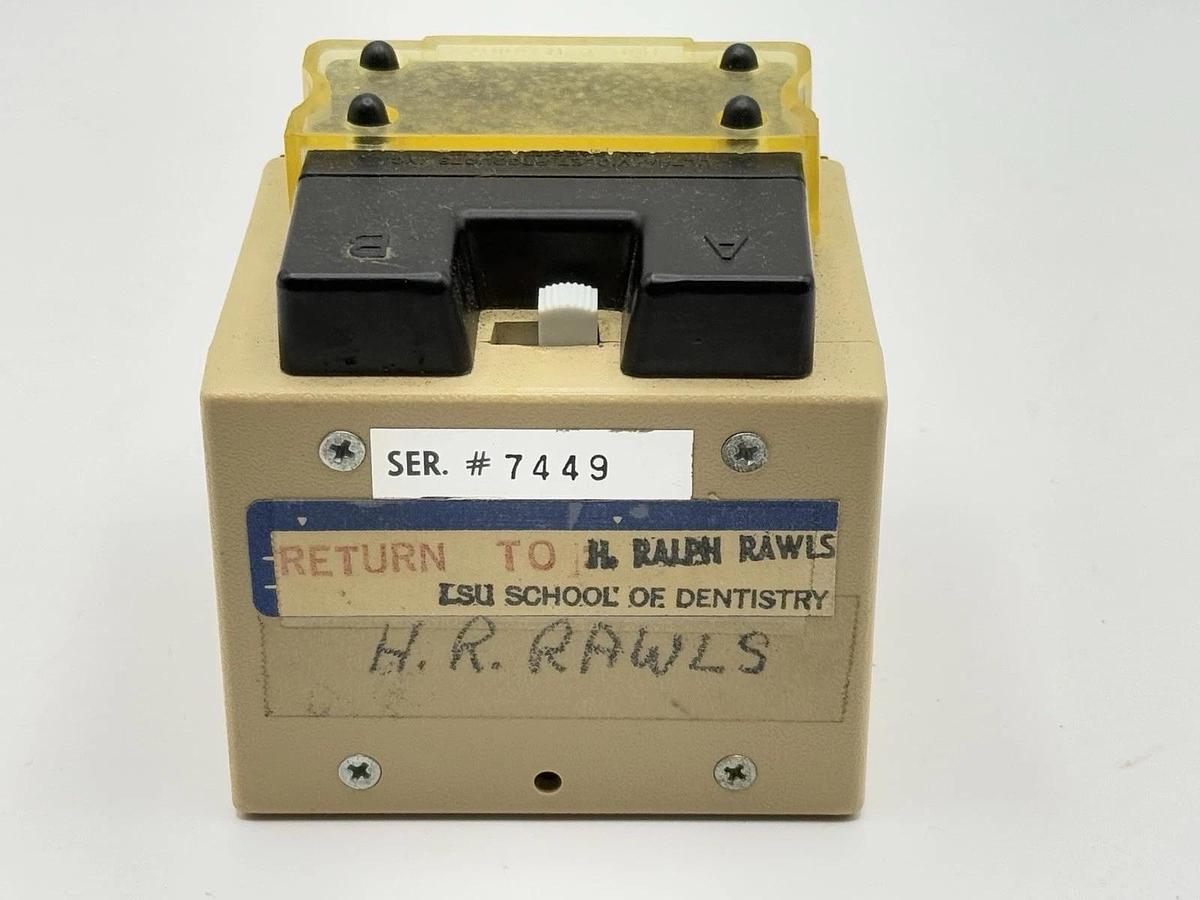 B A
SER. # 7449
RETURN TO H. RALPH RAWLS
LSU SCHOOL OF DENTISTRY
H. R. RAWLS